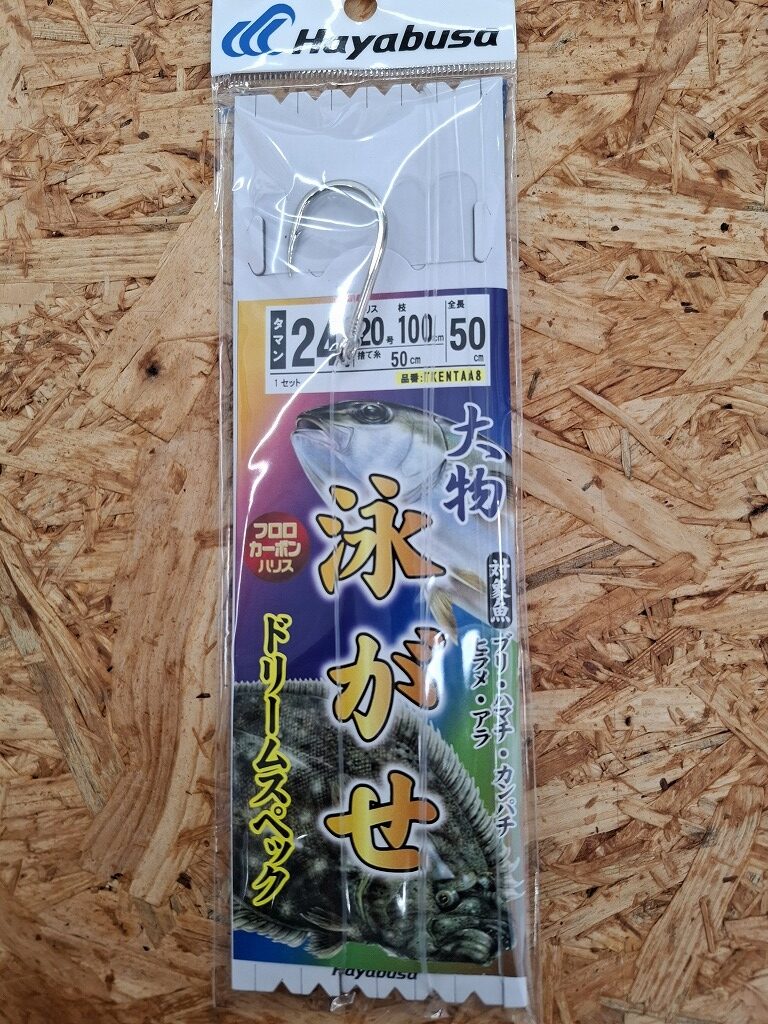 Hayabusa
タマン
24
20号
枝
100cm
全長
50cm
捨て糸
50cm
1セット
品番:
大物
泳がせ
フロロ
カーボン
ハリス
対象魚
ブリ・ハマチ・カンパチ
ヒラメ・アラ
ドリームスペック
Hayabusa